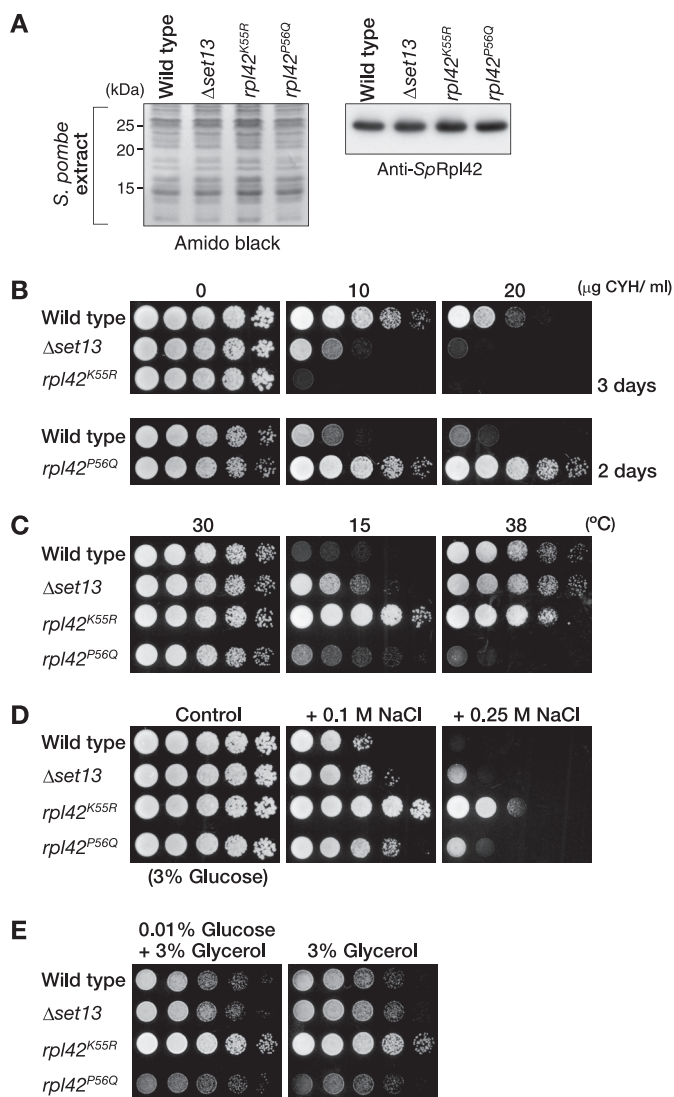 A
Wild type
Δset13
rpl42K55R
rpl42P56Q
(kDa)
25
20
15
S. pombe
extract
Amido black
Wild type
Δset13
rpl42K55R
rpl42P56Q
Anti-SpRpl42
B
0
10
20
(μg CYH/ ml)
Wild type
Δset13
rpl42K55R
3 days
Wild type
rpl42P56Q
2 days
C
30
15
38
(ºC)
Wild type
Δset13
rpl42K55R
rpl42P56Q
D
Control
+ 0.1 M NaCl
+ 0.25 M NaCl
Wild type
Δset13
rpl42K55R
rpl42P56Q
(3% Glucose)
E
0.01% Glucose
+ 3% Glycerol
3% Glycerol
Wild type
Δset13
rpl42K55R
rpl42P56Q